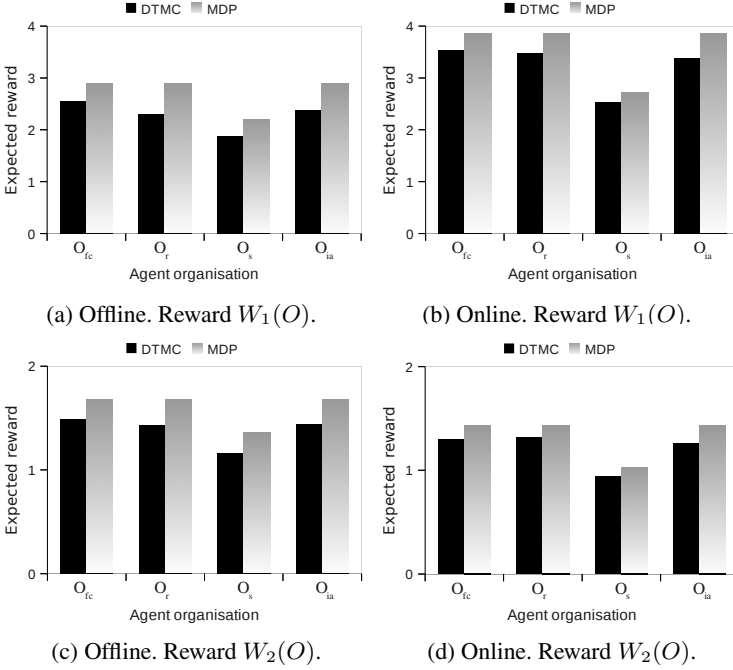 DTMC MDP
4
3
2
1
0
Expected reward
O_fc O_r O_s O_ia
Agent organisation
(a) Offline. Reward W_1(O).
DTMC MDP
4
3
2
1
0
Expected reward
O_fc O_r O_s O_ia
Agent organisation
(b) Online. Reward W_1(O).
DTMC MDP
2
1
0
Expected reward
O_fc O_r O_s O_ia
Agent organisation
(c) Offline. Reward W_2(O).
DTMC MDP
2
1
0
Expected reward
O_fc O_r O_s O_ia
Agent organisation
(d) Online. Reward W_2(O).